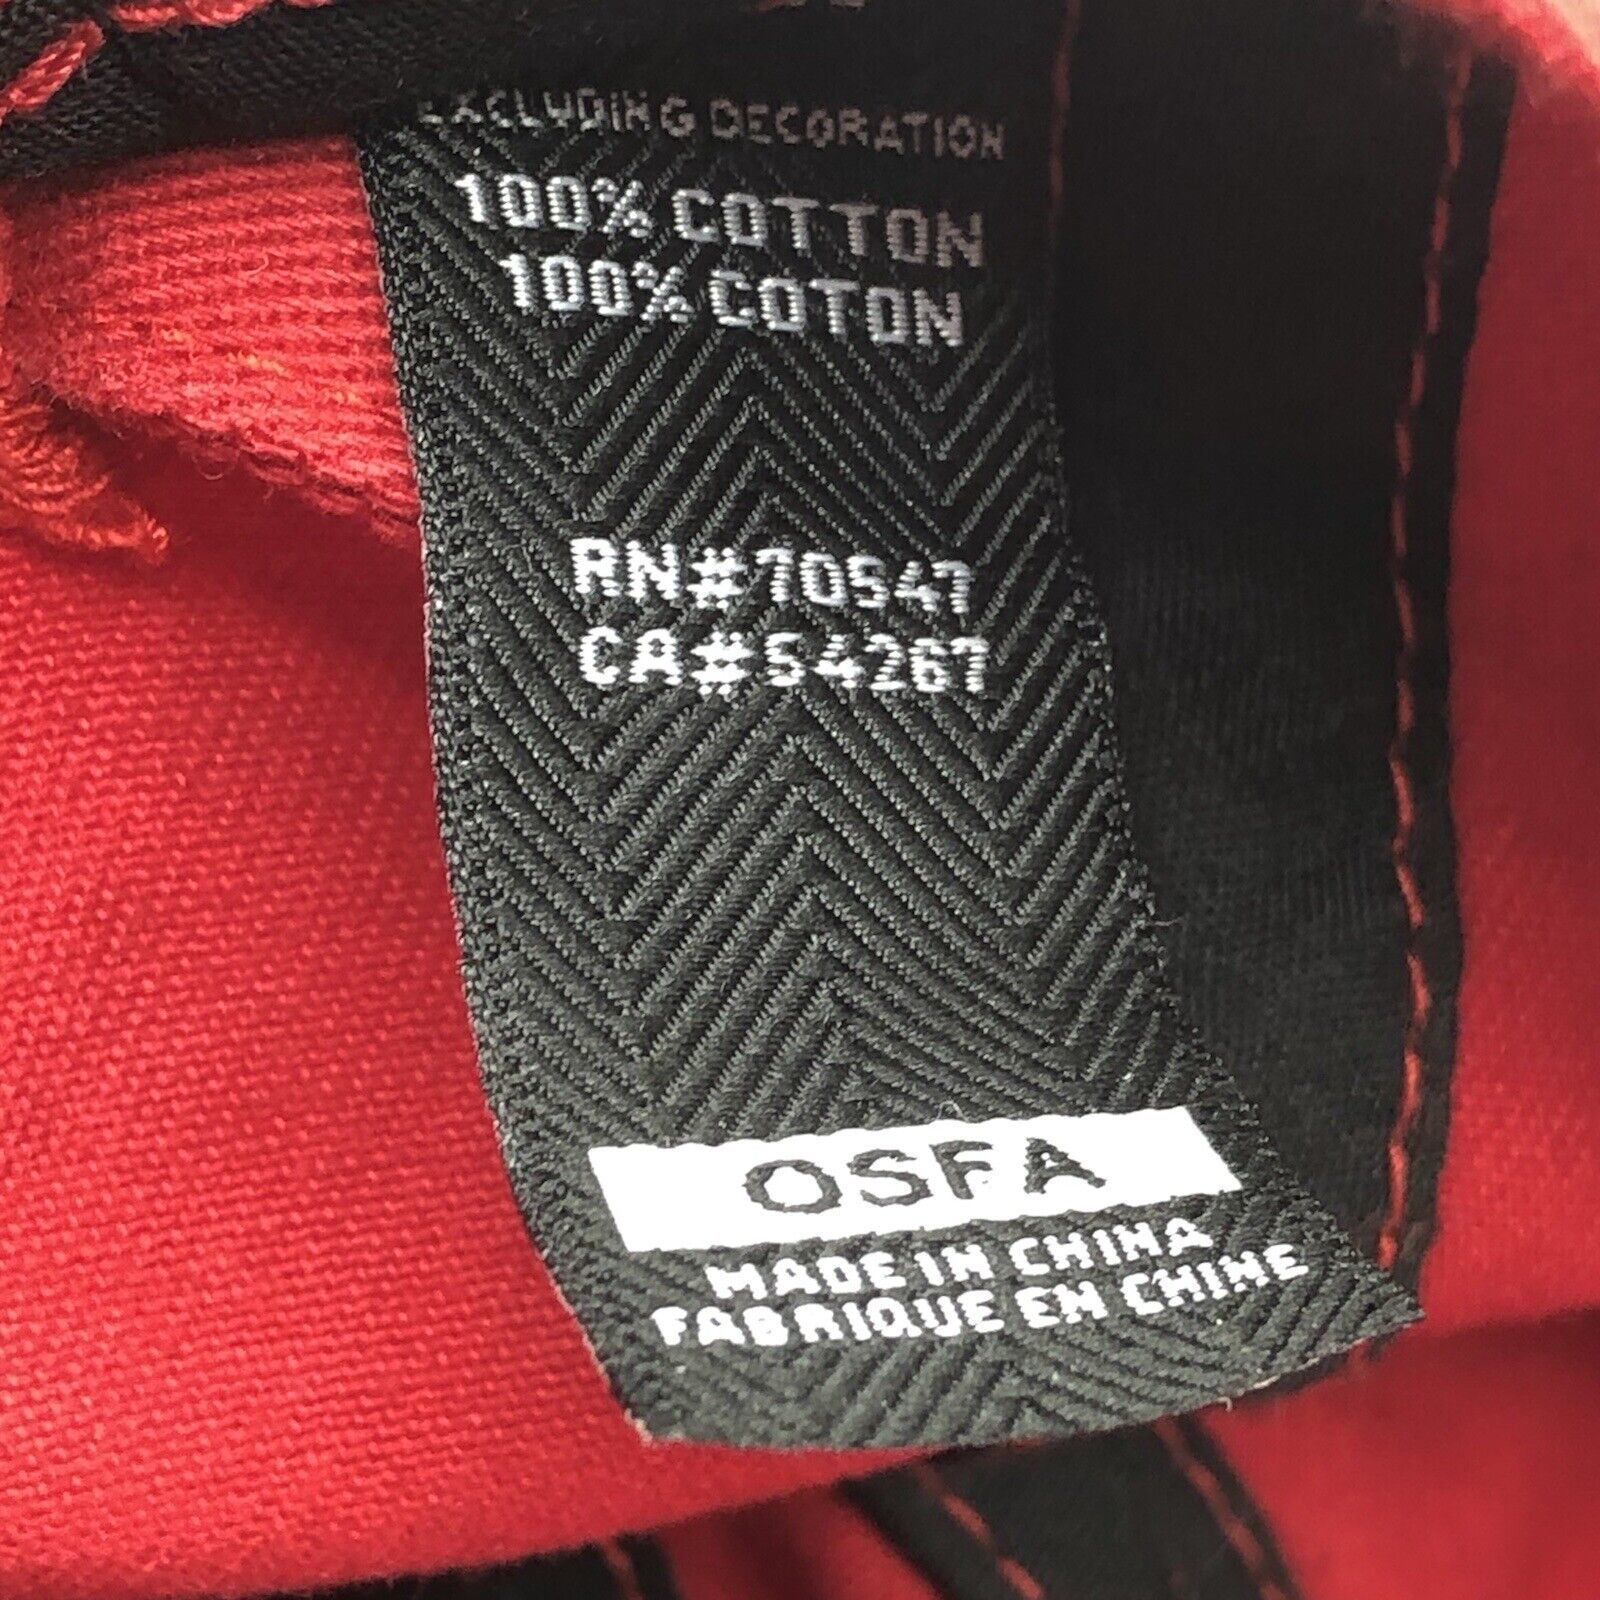 EXCLUDING DECORATION
100% COTTON
100% COTON
RN#70547
CA#54267
OSFA
MADE IN CHINA
FABRIQUE EN CHINE